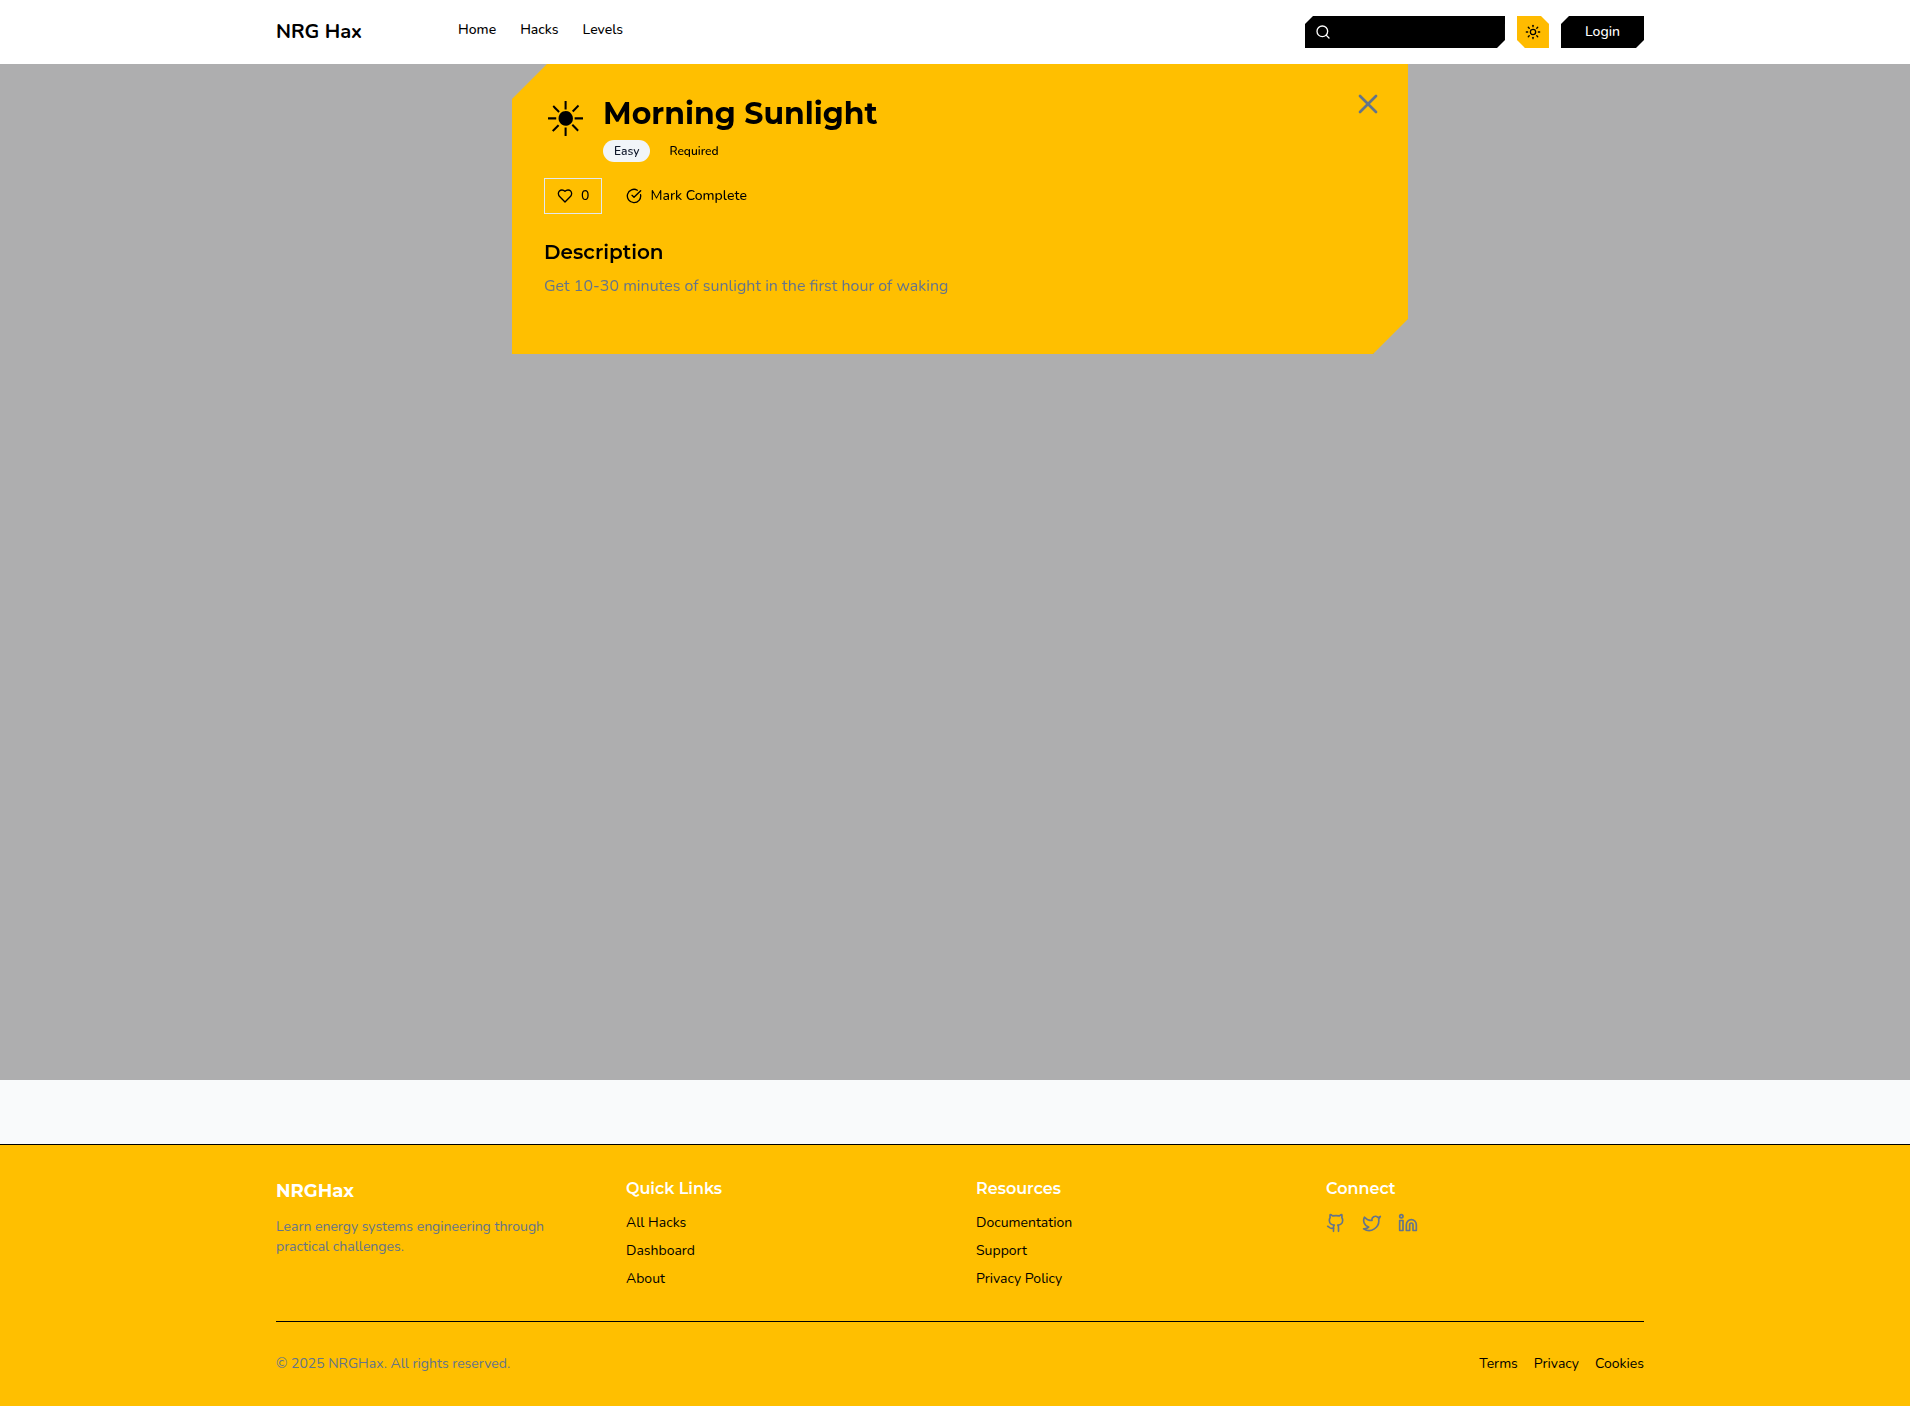 NRG Hax
Home Hacks Levels
Login
Morning Sunlight
Easy Required
0 Mark Complete
Description
Get 10-30 minutes of sunlight in the first hour of waking
NRGHax
Learn energy systems engineering through
practical challenges.
Quick Links
All Hacks
Dashboard
About
Resources
Documentation
Support
Privacy Policy
Connect
© 2025 NRGHax. All rights reserved.
Terms Privacy Cookies